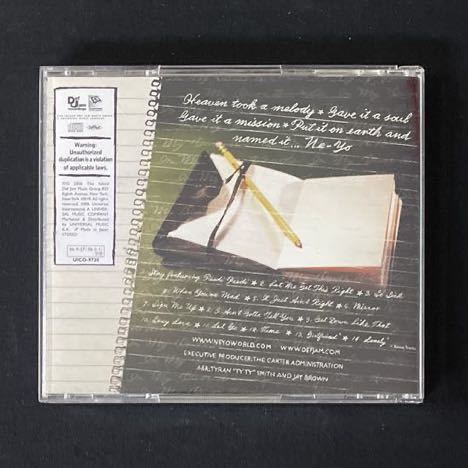 Heaven took a melody * Gave it a soul
Gave it a mission * Put it on earth and
named it... Ne-Yo
Def Jam
recordings
Warning:
Unauthorized
duplication is a violation
of applicable laws.
UICD-9725
1. Stay featuring Peedi Peedi * 2. Let Me Get This Right * 3. So Sick
4. When You're Mad * 5. It Just Ain't Right * 6. Mirror
7. Sign Me Up * 8. I Ain't Gotta Tell You * 9. Get Down Like That
10. Sexy Love * 11. Let Go * 12. Time * 13. Girlfriend * 14. Lonely
WWW.NEYOWORLD.COM WWW.DEFJAM.COM
EXECUTIVE PRODUCER: THE CARTER ADMINISTRATION
A&R: TYRAN "TY TY" SMITH AND JAY BROWN